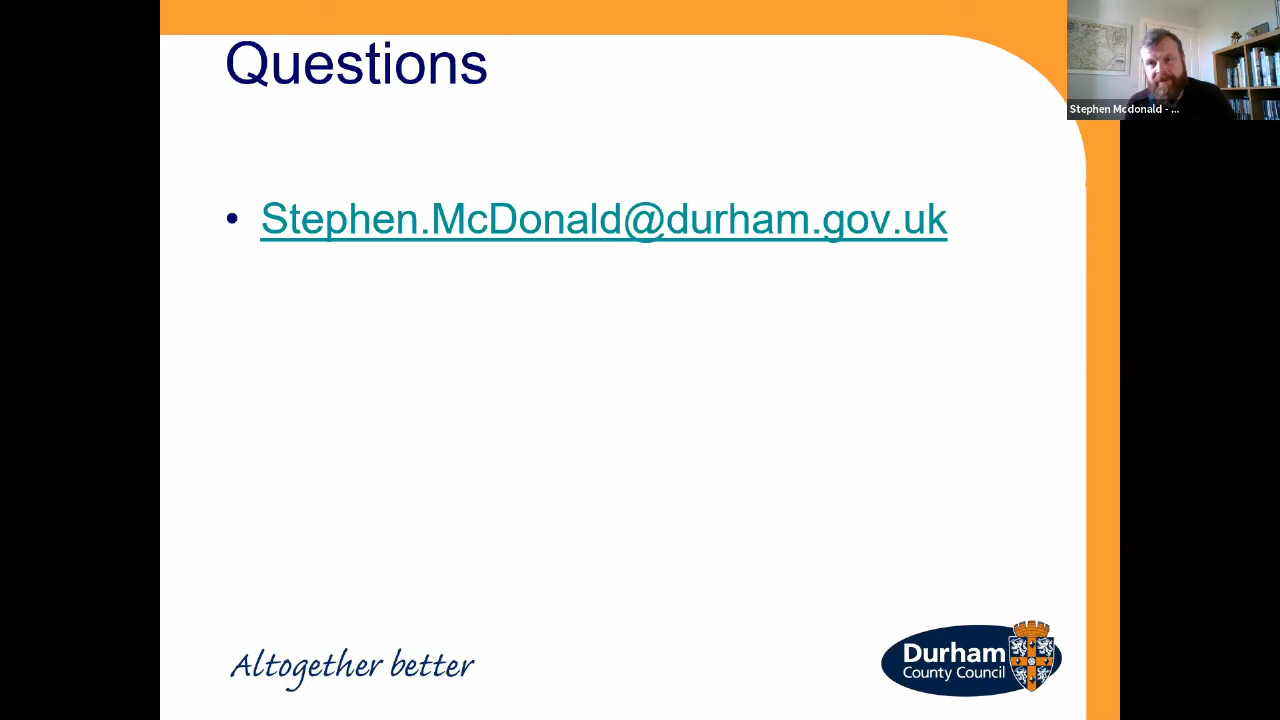 Questions
Stephen Mcdonald - ...
• Stephen.McDonald@durham.gov.uk
Altogether better
Durham
County Council